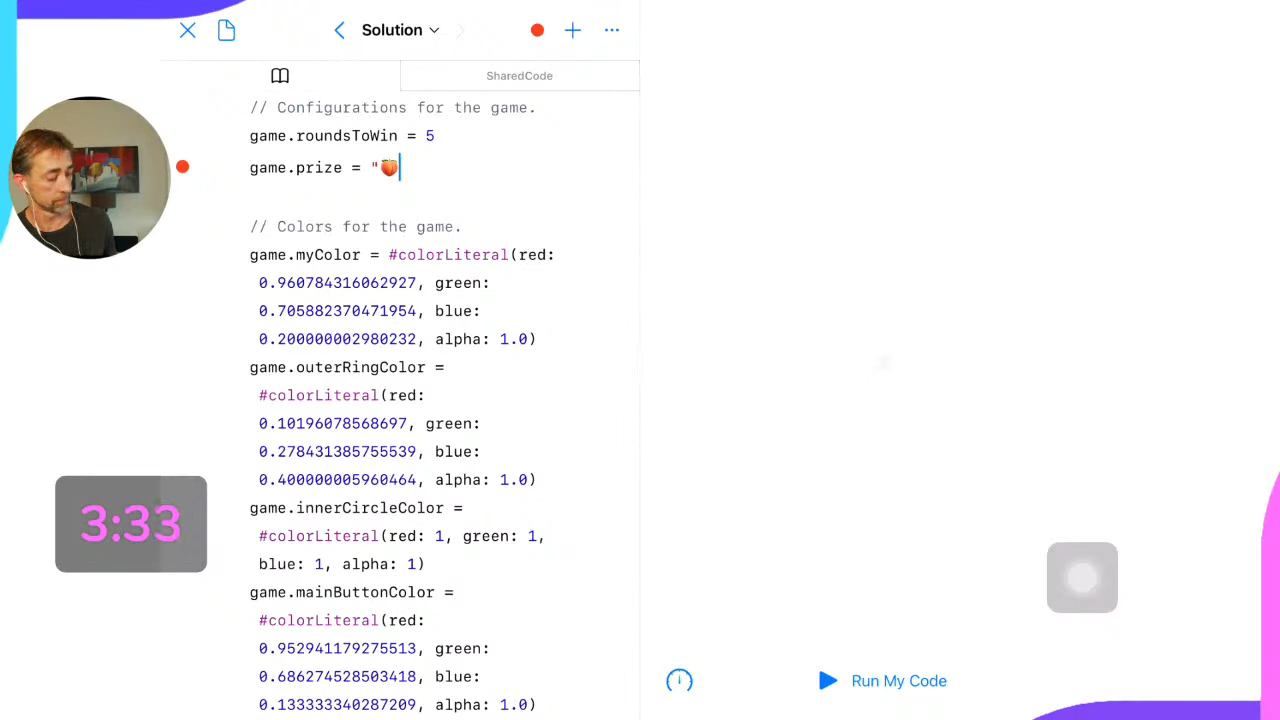 Solution
SharedCode
// Configurations for the game.
game.roundsToWin = 5
game.prize = "🍑
// Colors for the game.
game.myColor = #colorLiteral(red:
0.960784316062927, green:
0.705882370471954, blue:
0.200000002980232, alpha: 1.0)
game.outerRingColor =
#colorLiteral(red:
0.10196078568697, green:
0.278431385755539, blue:
0.400000005960464, alpha: 1.0)
game.innerCircleColor =
#colorLiteral(red: 1, green: 1,
blue: 1, alpha: 1)
game.mainButtonColor =
#colorLiteral(red:
0.952941179275513, green:
0.686274528503418, blue:
0.133333340287209, alpha: 1.0)
3:33
Run My Code